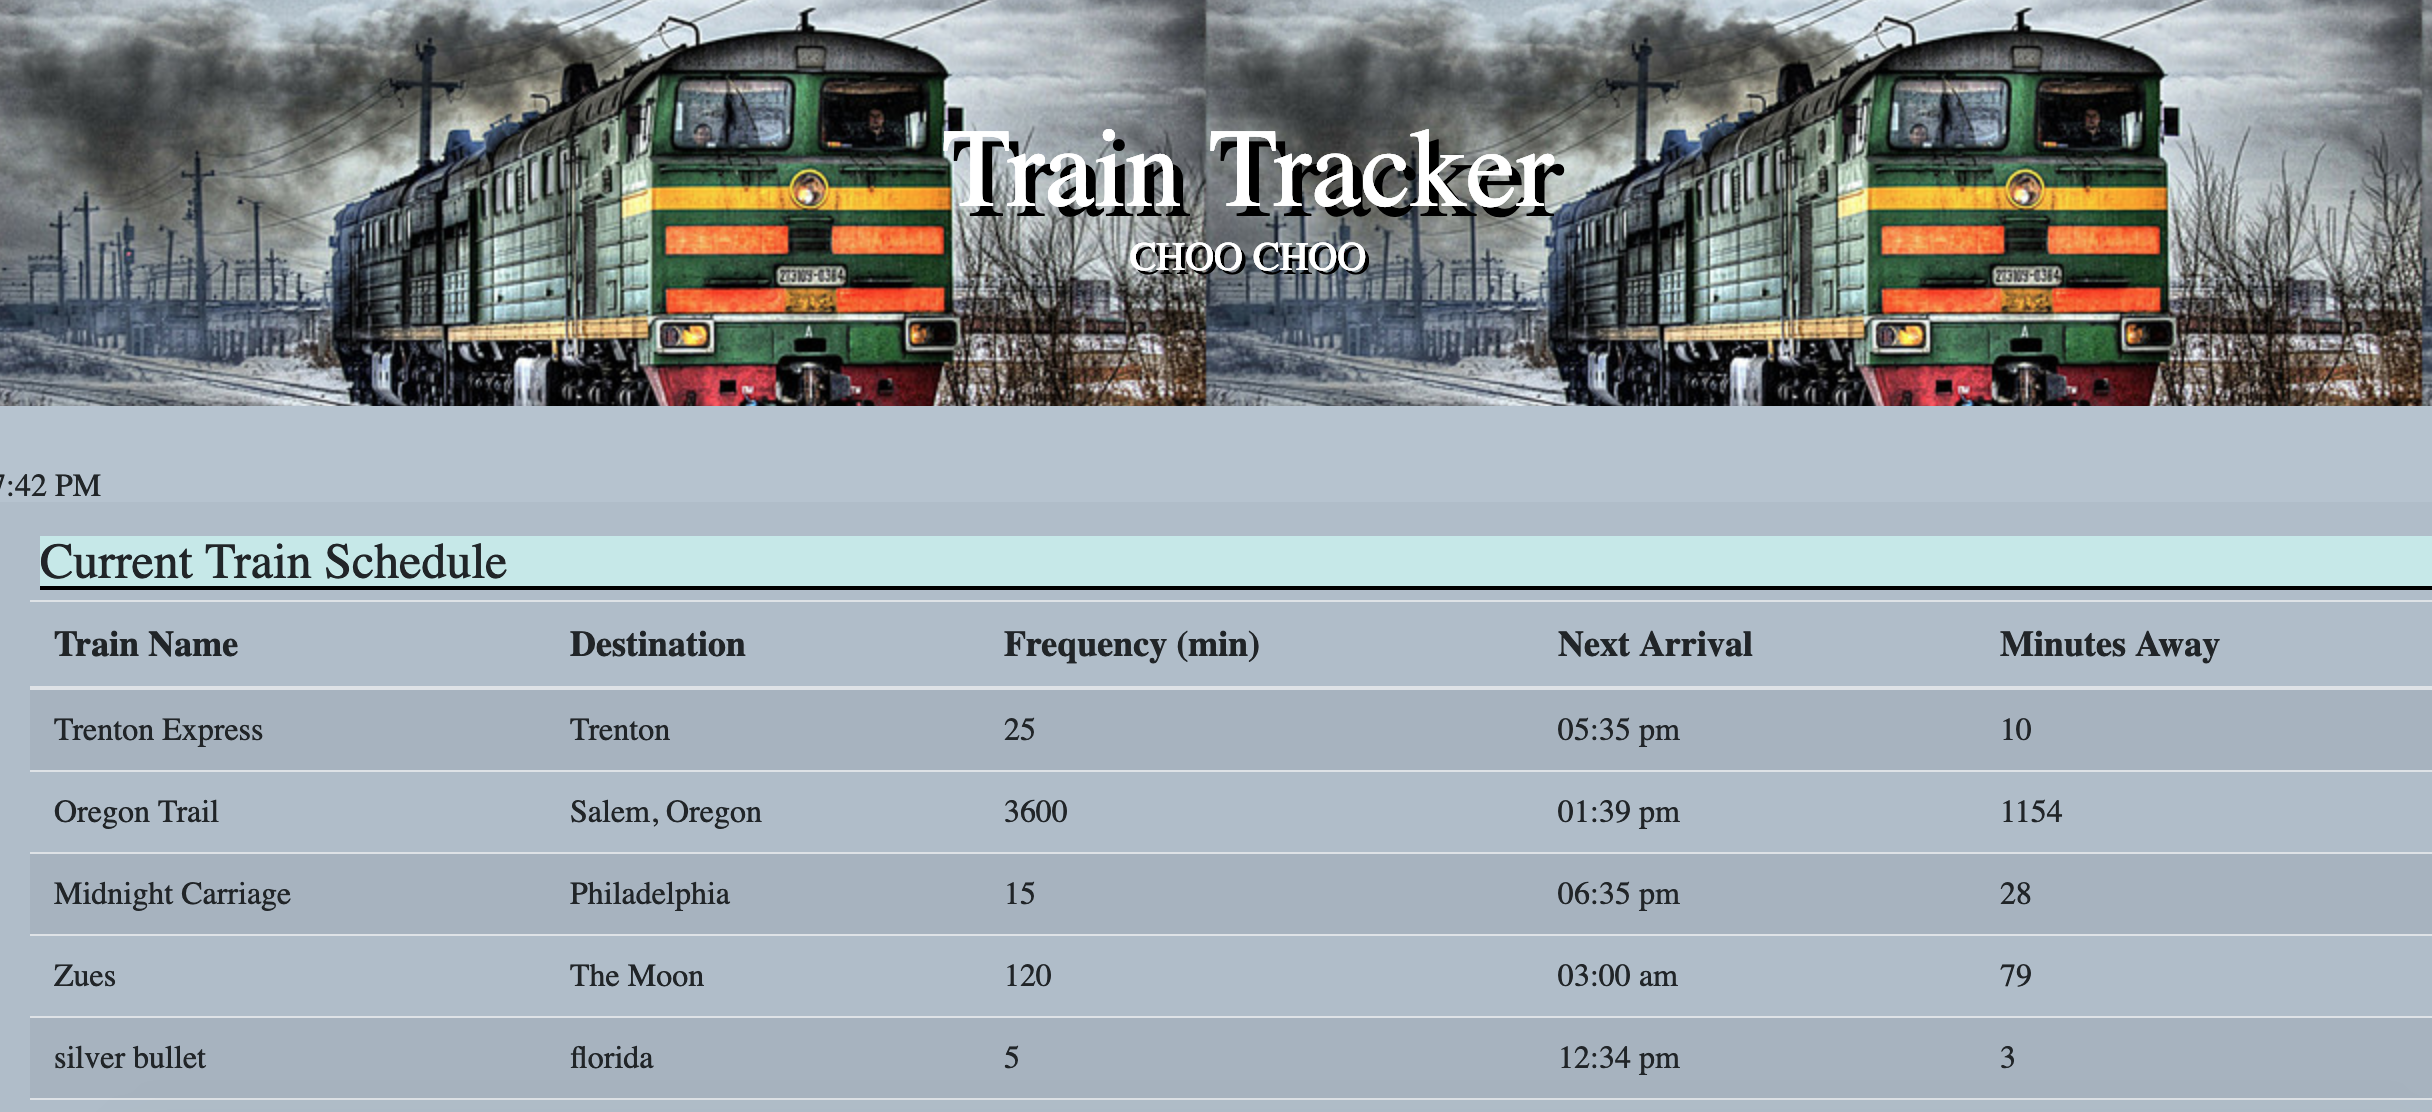 Train Tracker
CHOO CHOO
7:42 PM
Current Train Schedule
Train Name Destination Frequency (min) Next Arrival Minutes Away
Trenton Express Trenton 25 05:35 pm 10
Oregon Trail Salem, Oregon 3600 01:39 pm 1154
Midnight Carriage Philadelphia 15 06:35 pm 28
Zues The Moon 120 03:00 am 79
silver bullet florida 5 12:34 pm 3